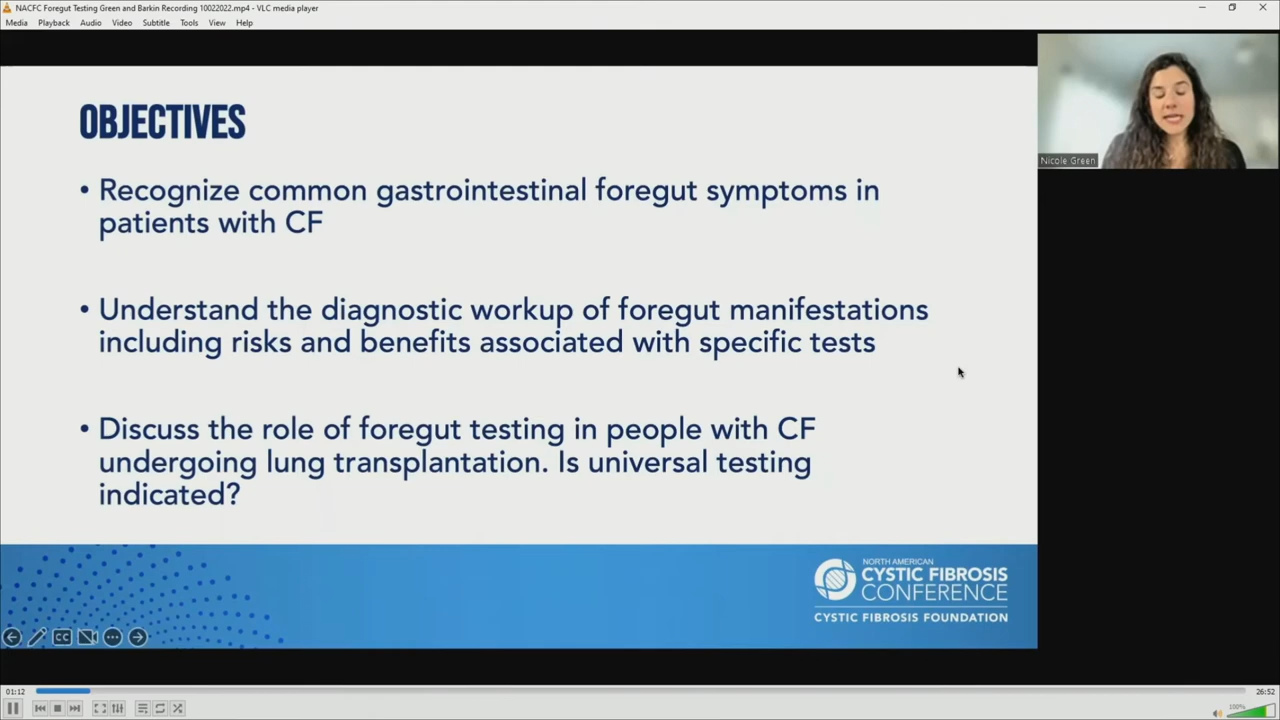 NACFC Foregut Testing Green and Barkin Recording 10022022.mp4 - VLC media player
Media Playback Audio Video Subtitle Tools View Help
OBJECTIVES
• Recognize common gastrointestinal foregut symptoms in
patients with CF
• Understand the diagnostic workup of foregut manifestations
including risks and benefits associated with specific tests
• Discuss the role of foregut testing in people with CF
undergoing lung transplantation. Is universal testing
indicated?
Nicole Green
NORTH AMERICAN
CYSTIC FIBROSIS
CONFERENCE
CYSTIC FIBROSIS FOUNDATION
CC
01:12
26:52
100%